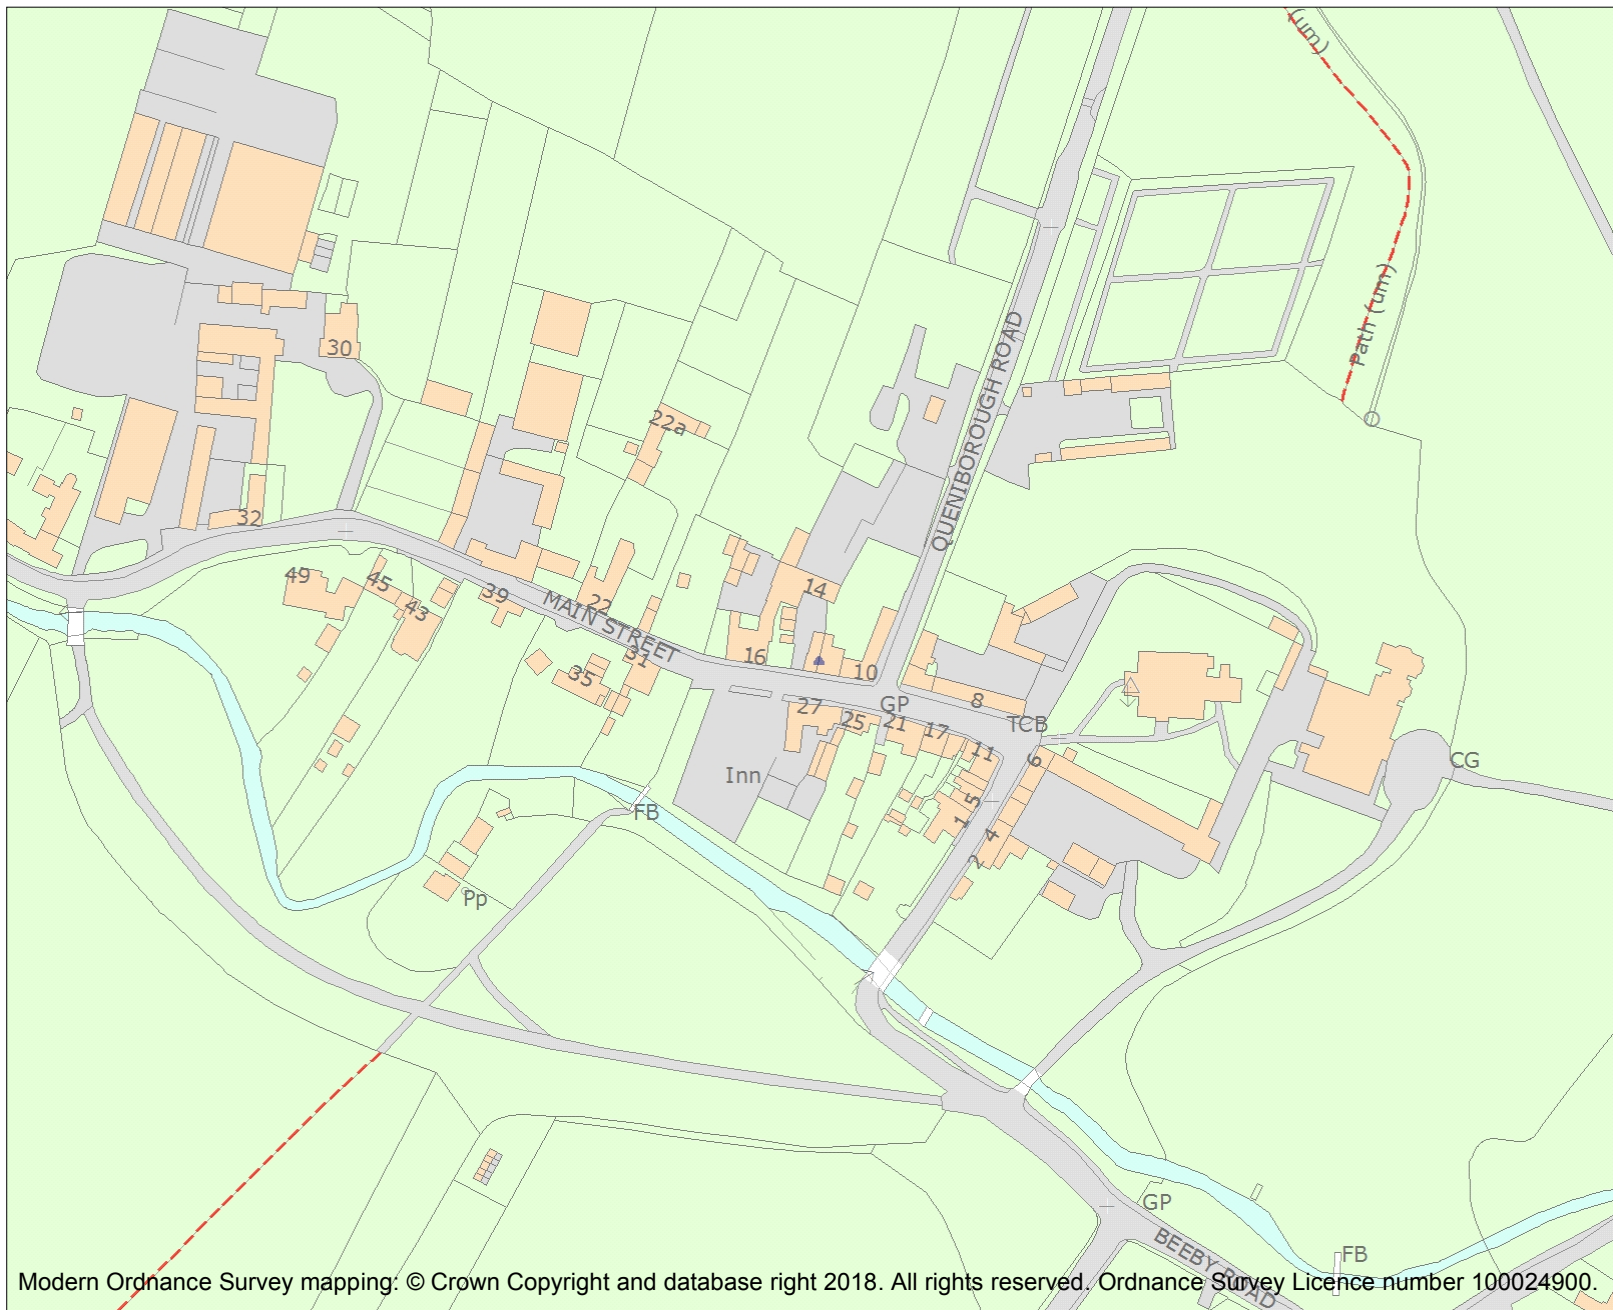 (um)
Path (um)
QUENIBOROUGH ROAD
30
22a
32
49
45
43
39
22
MAIN STREET
14
16
10
31
35
27
25
GP
21
17
8
TCB
11
6
Inn
5
1
4
2
CG
FB
Pp
GP
BEEBY ROAD
FB
Modern Ordnance Survey mapping: © Crown Copyright and database right 2018. All rights reserved. Ordnance Survey Licence number 100024900.